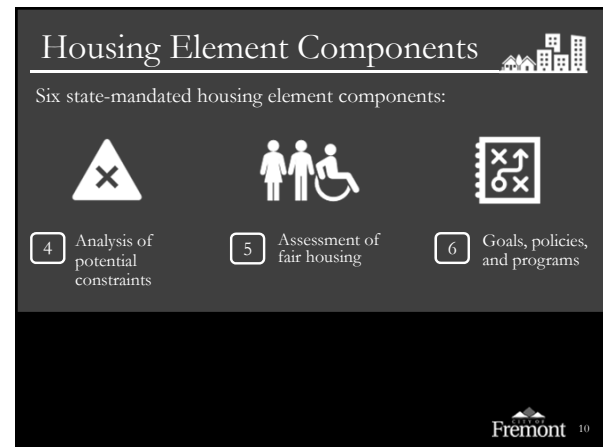 Housing Element Components
Six state-mandated housing element components:
4
Analysis of
potential
constraints
5
Assessment of
fair housing
6
Goals, policies,
and programs
CITY OF
Fremont
10